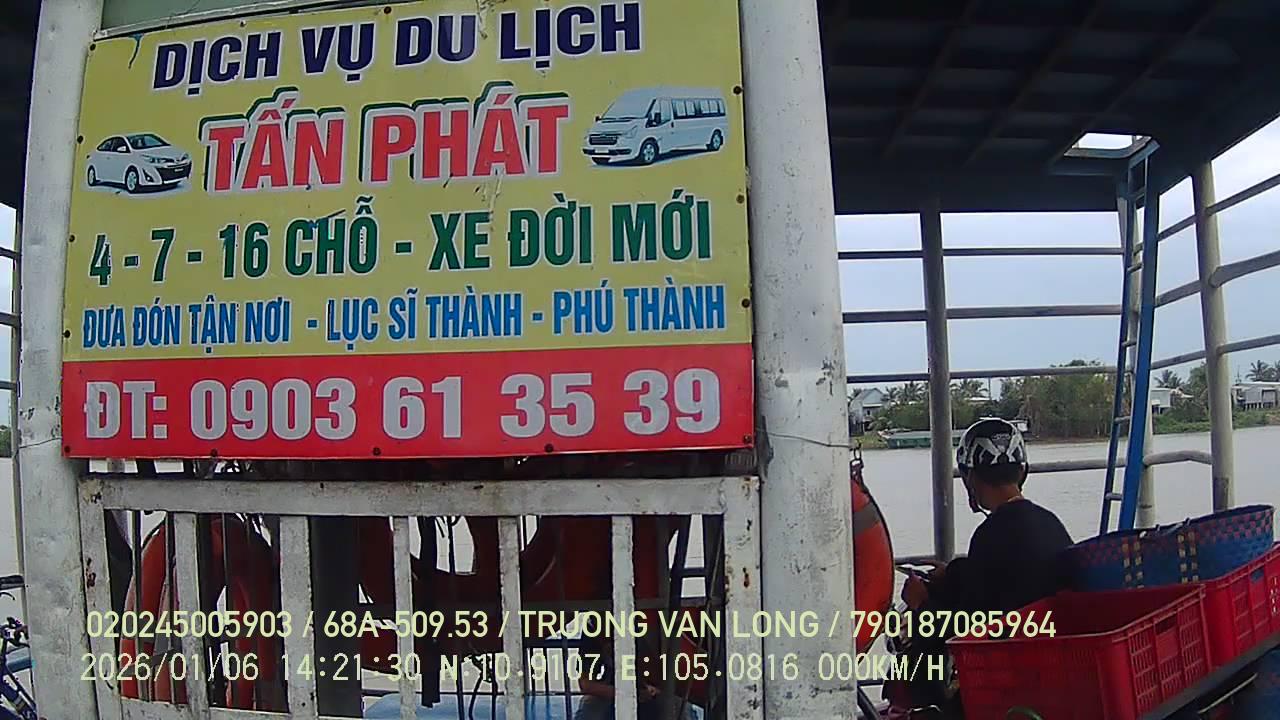 DỊCH VỤ DU LỊCH
TẤN PHÁT
4 - 7 - 16 CHỖ - XE ĐỜI MỚI
ĐƯA ĐÓN TẬN NƠI - LỤC SĨ THÀNH - PHÚ THÀNH
ĐT: 0903 61 35 39
020245005903 / 68A-509.53 / TRUONG VAN LONG / 790187085964
2026/01/06 14:21:30 N:10.9107 E:105.0816 000KM/H